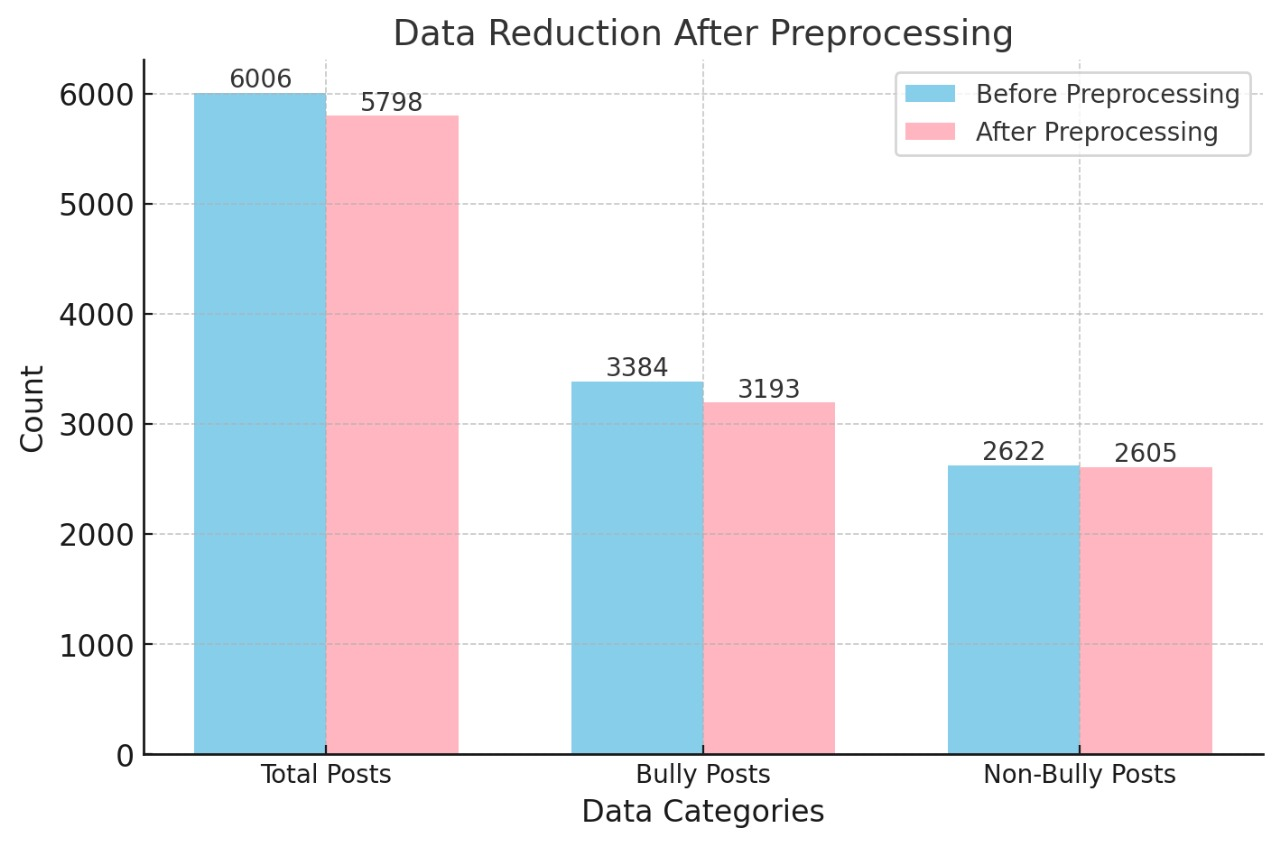 Data Reduction After Preprocessing
Before Preprocessing
After Preprocessing
6006
5798
3384
3193
2622
2605
6000
5000
4000
3000
2000
1000
0
Count
Total Posts
Bully Posts
Non-Bully Posts
Data Categories